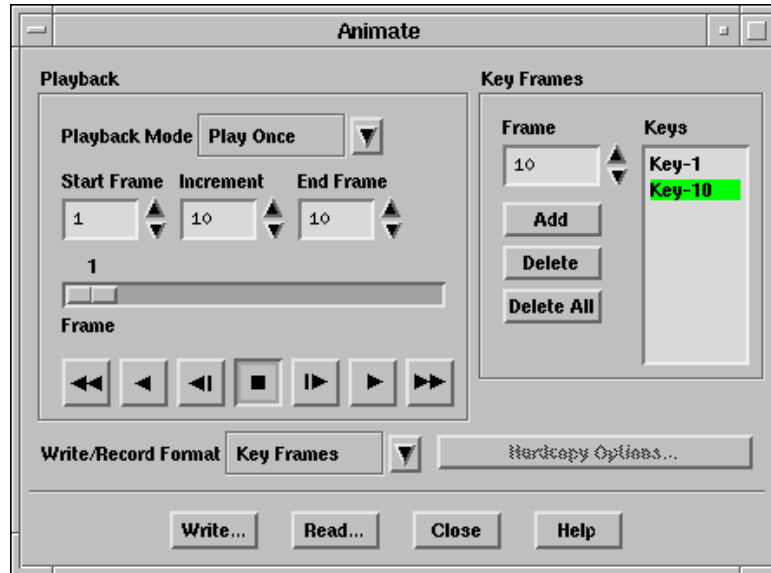 Animate
Playback
Key Frames
Playback Mode Play Once
Frame
Keys
10
Key-1
Key-10
Start Frame Increment End Frame
1 10 10
Add
Delete
Delete All
1
Frame
Write/Record Format Key Frames
Hardcopy Options...
Write... Read... Close Help